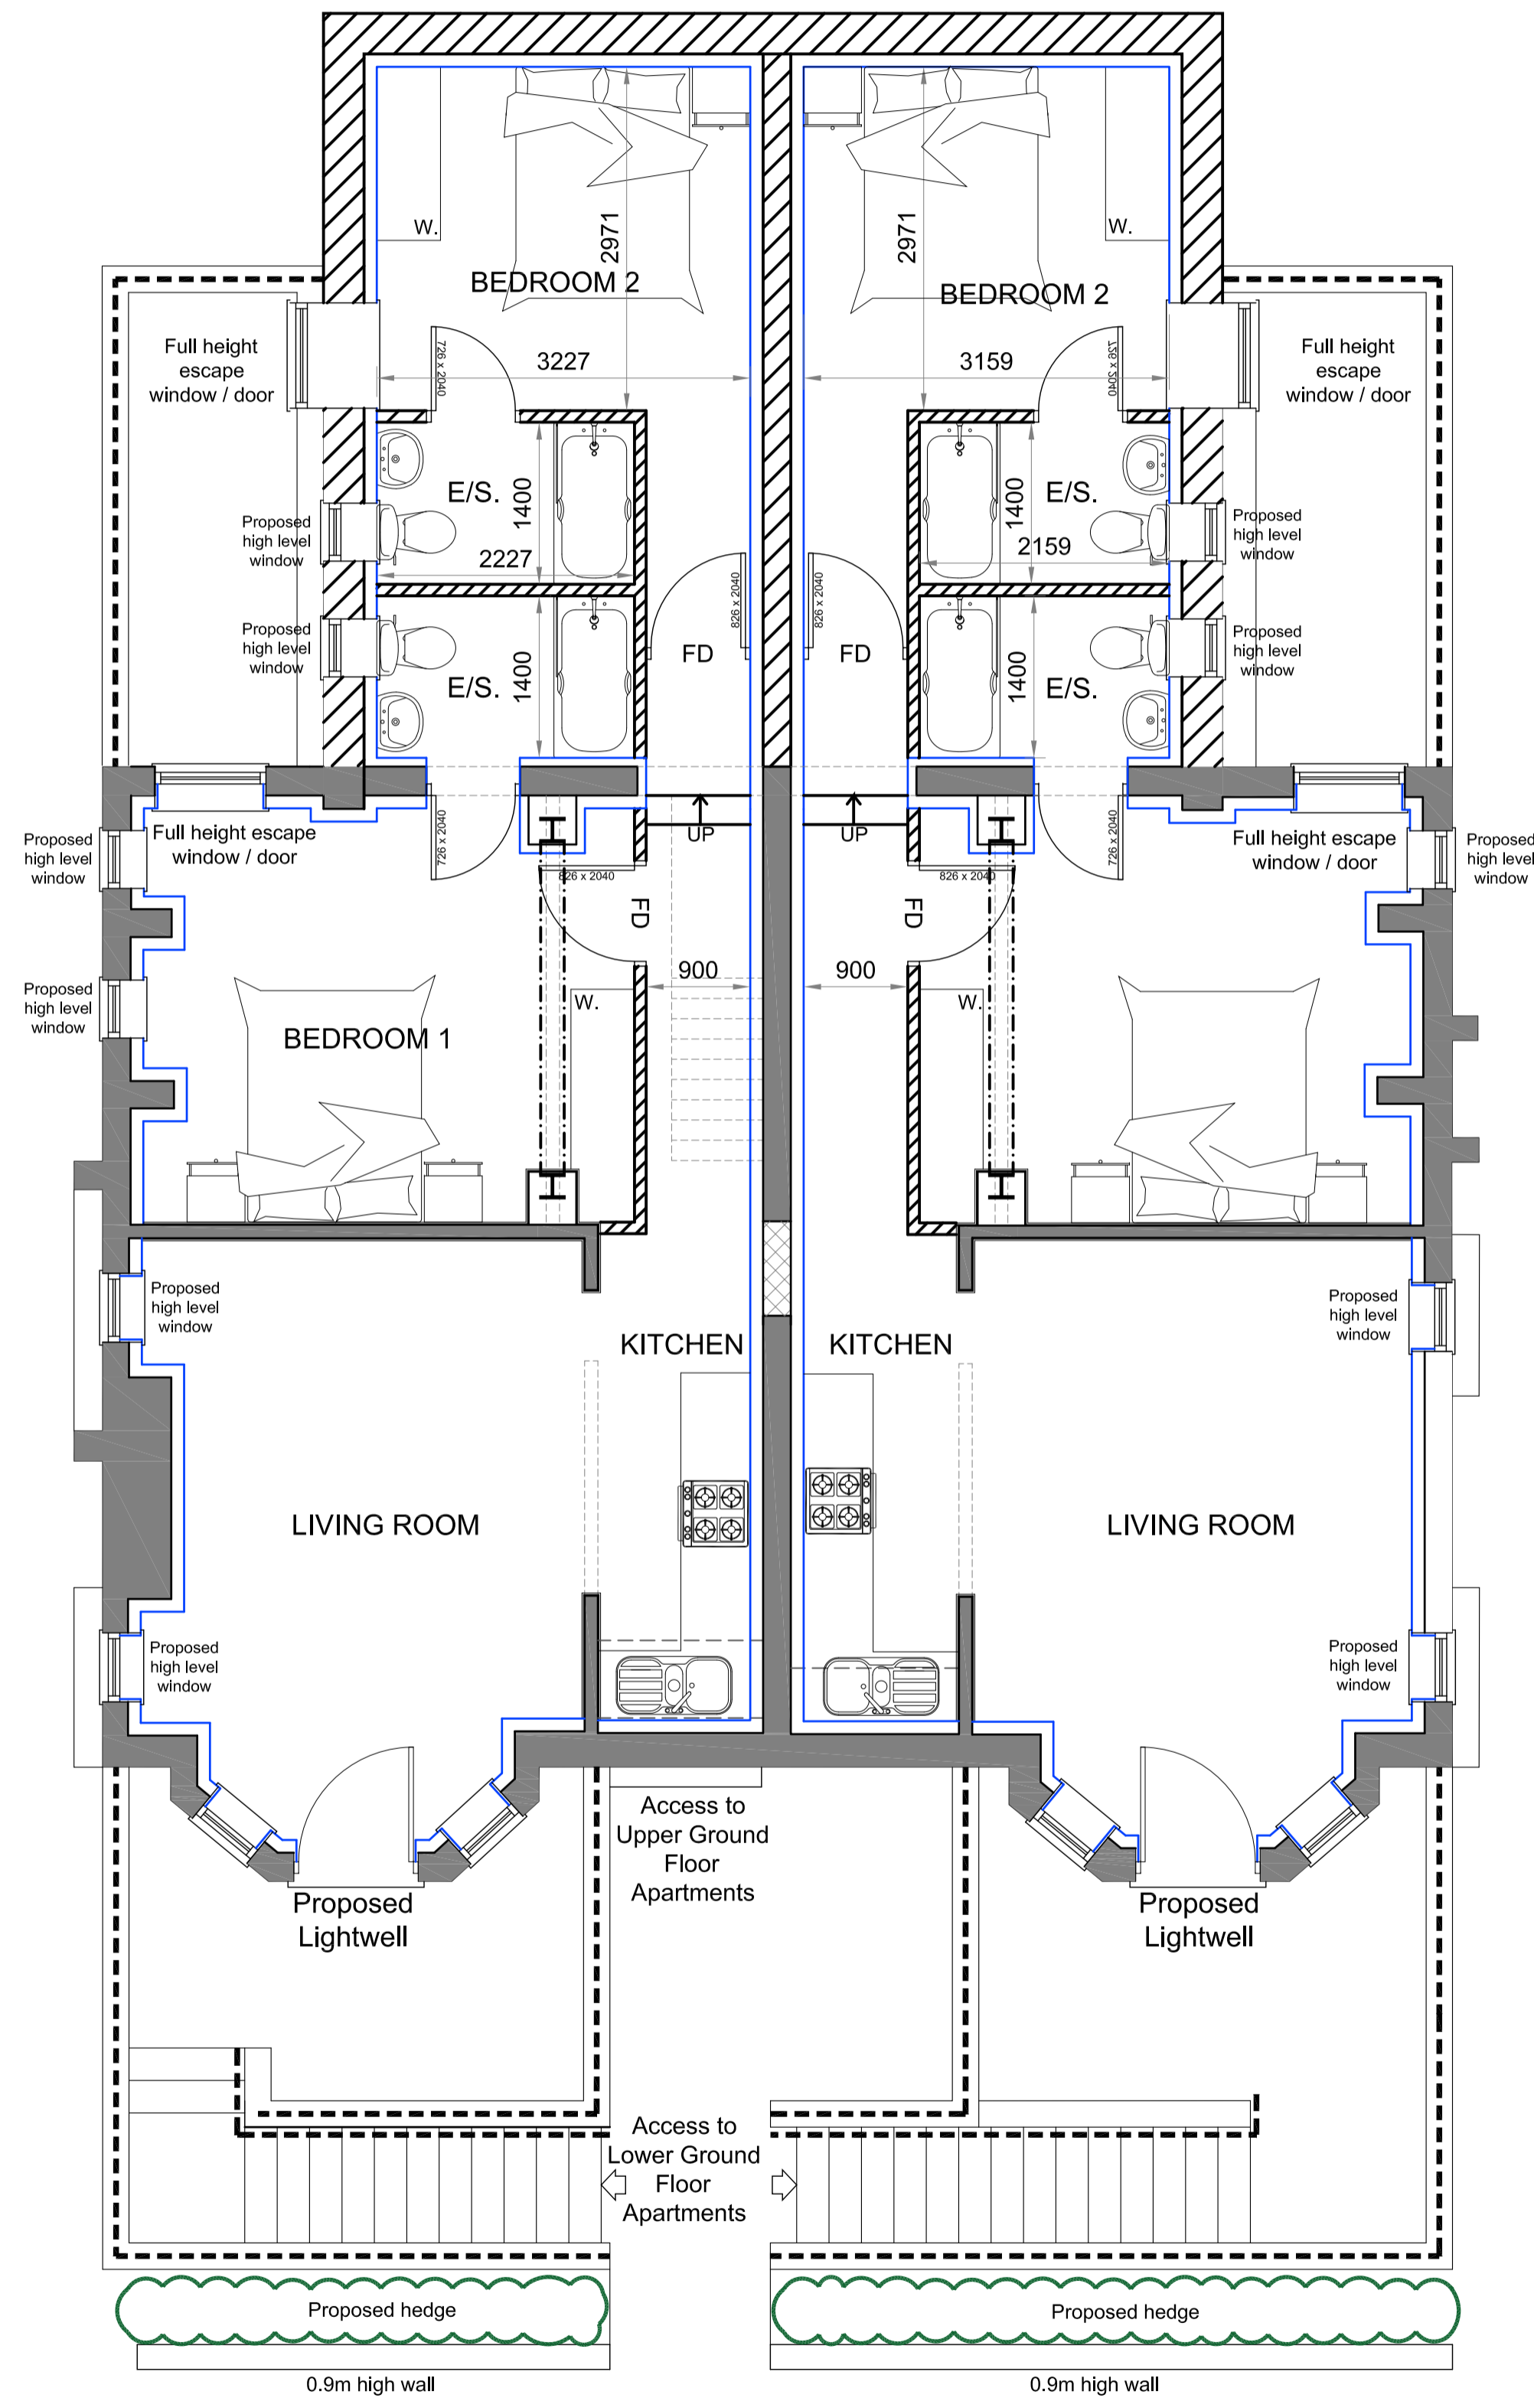 W.
2971
BEDROOM 2
3227
726 x 2040
Full height
escape
window / door
E/S.
1400
2227
Proposed
high level
window
Proposed
high level
window
E/S.
1400
826 x 2040
FD
W.
2971
BEDROOM 2
3159
726 x 2040
Full height
escape
window / door
E/S.
1400
2159
Proposed
high level
window
Proposed
high level
window
E/S.
1400
826 x 2040
FD
UP
UP
Full height escape
window / door
Proposed
high level
window
Proposed
high level
window
726 x 2040
826 x 2040
FD
900
W.
BEDROOM 1
826 x 2040
FD
900
W.
726 x 2040
Full height escape
window / door
Proposed
high level
window
Proposed
high level
window
KITCHEN
LIVING ROOM
Proposed
high level
window
KITCHEN
LIVING ROOM
Proposed
high level
window
Proposed
high level
window
Proposed
Lightwell
Access to
Upper Ground
Floor
Apartments
Proposed
Lightwell
Access to
Lower Ground
Floor
Apartments
Proposed hedge
Proposed hedge
0.9m high wall
0.9m high wall